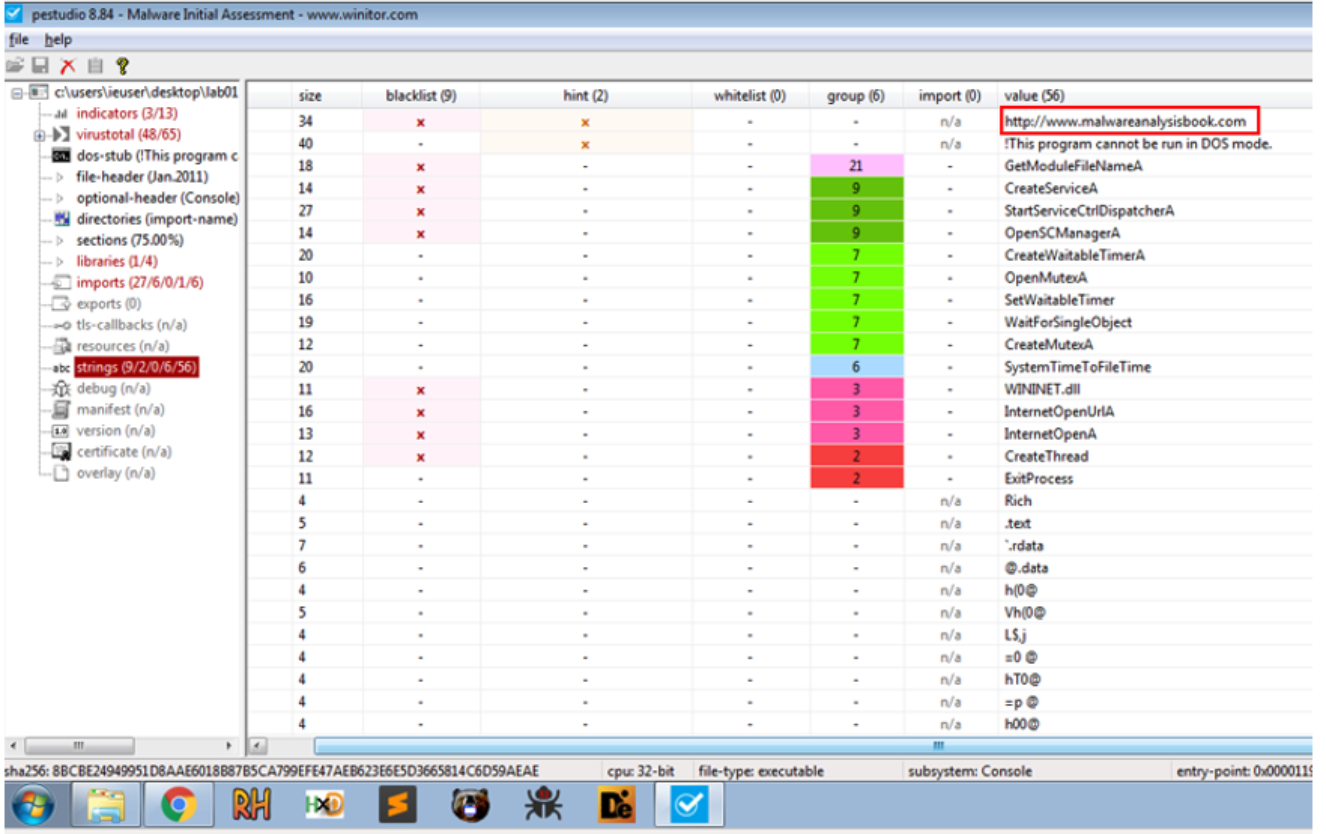 pestudio 8.84 - Malware Initial Assessment - www.winitor.com
file help
c:\users\ieuser\desktop\lab01
indicators (3/13)
virustotal (48/65)
dos-stub (!This program c
file-header (Jan.2011)
optional-header (Console)
directories (import-name)
sections (75.00%)
libraries (1/4)
imports (27/6/0/1/6)
exports (0)
tls-callbacks (n/a)
resources (n/a)
abc strings (9/2/0/6/56)
debug (n/a)
manifest (n/a)
1.0 version (n/a)
certificate (n/a)
overlay (n/a)
size blacklist (9) hint (2) whitelist (0) group (6) import (0) value (56)
34 x x - - n/a http://www.malwareanalysisbook.com
40 - x - - n/a !This program cannot be run in DOS mode.
18 x - - 21 - GetModuleFileNameA
14 x - - 9 - CreateServiceA
27 x - - 9 - StartServiceCtrlDispatcherA
14 x - - 9 - OpenSCManagerA
20 - - - 7 - CreateWaitableTimerA
10 - - - 7 - OpenMutexA
16 - - - 7 - SetWaitableTimer
19 - - - 7 - WaitForSingleObject
12 - - - 7 - CreateMutexA
20 - - - 6 - SystemTimeToFileTime
11 x - - 3 - WININET.dll
16 x - - 3 - InternetOpenUrlA
13 x - - 3 - InternetOpenA
12 x - - 2 - CreateThread
11 - - - 2 - ExitProcess
4 - - - - n/a Rich
5 - - - - n/a .text
7 - - - - n/a `.rdata
6 - - - - n/a @.data
4 - - - - n/a h(0@
5 - - - - n/a Vh(0@
4 - - - - n/a L$,j
4 - - - - n/a =0 @
4 - - - - n/a hT0@
4 - - - - n/a =p @
4 - - - - n/a h00@
sha256: 8BCBE24949951D8AAE6018B87B5CA799EFE47AEB623E6E5D3665814C6D59AEAE cpu: 32-bit file-type: executable subsystem: Console entry-point: 0x0000119
RH HXD S De